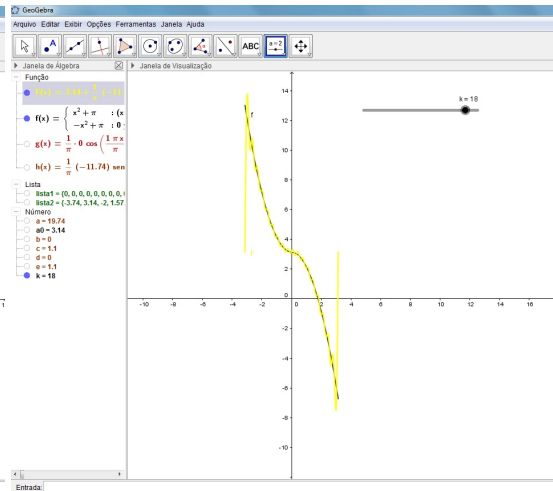 GeoGebra
Arquivo Editar Exibir Opções Ferramentas Janela Ajuda
ABC
a=2
Janela de Álgebra
Janela de Visualização
Função
f(x) = { x² + π : (x
−x² + π : 0
g(x) = 1/π · 0 cos (1 π x/π
h(x) = 1/π (−11.74) sen
Lista
lista1 = (0, 0, 0, 0, 0, 0, 0,
lista2 = (-3.74, 3.14, -2, 1.57
Número
a = 19.74
a0 = 3.14
b = 0
c = 1.1
d = 0
e = 1.1
k = 18
k = 18
f
14
12
10
8
6
4
2
0
-2
-4
-6
-8
-10
-10 -8 -6 -4 -2 0 2 4 6 8 10 12 14 16
1
Entrada: